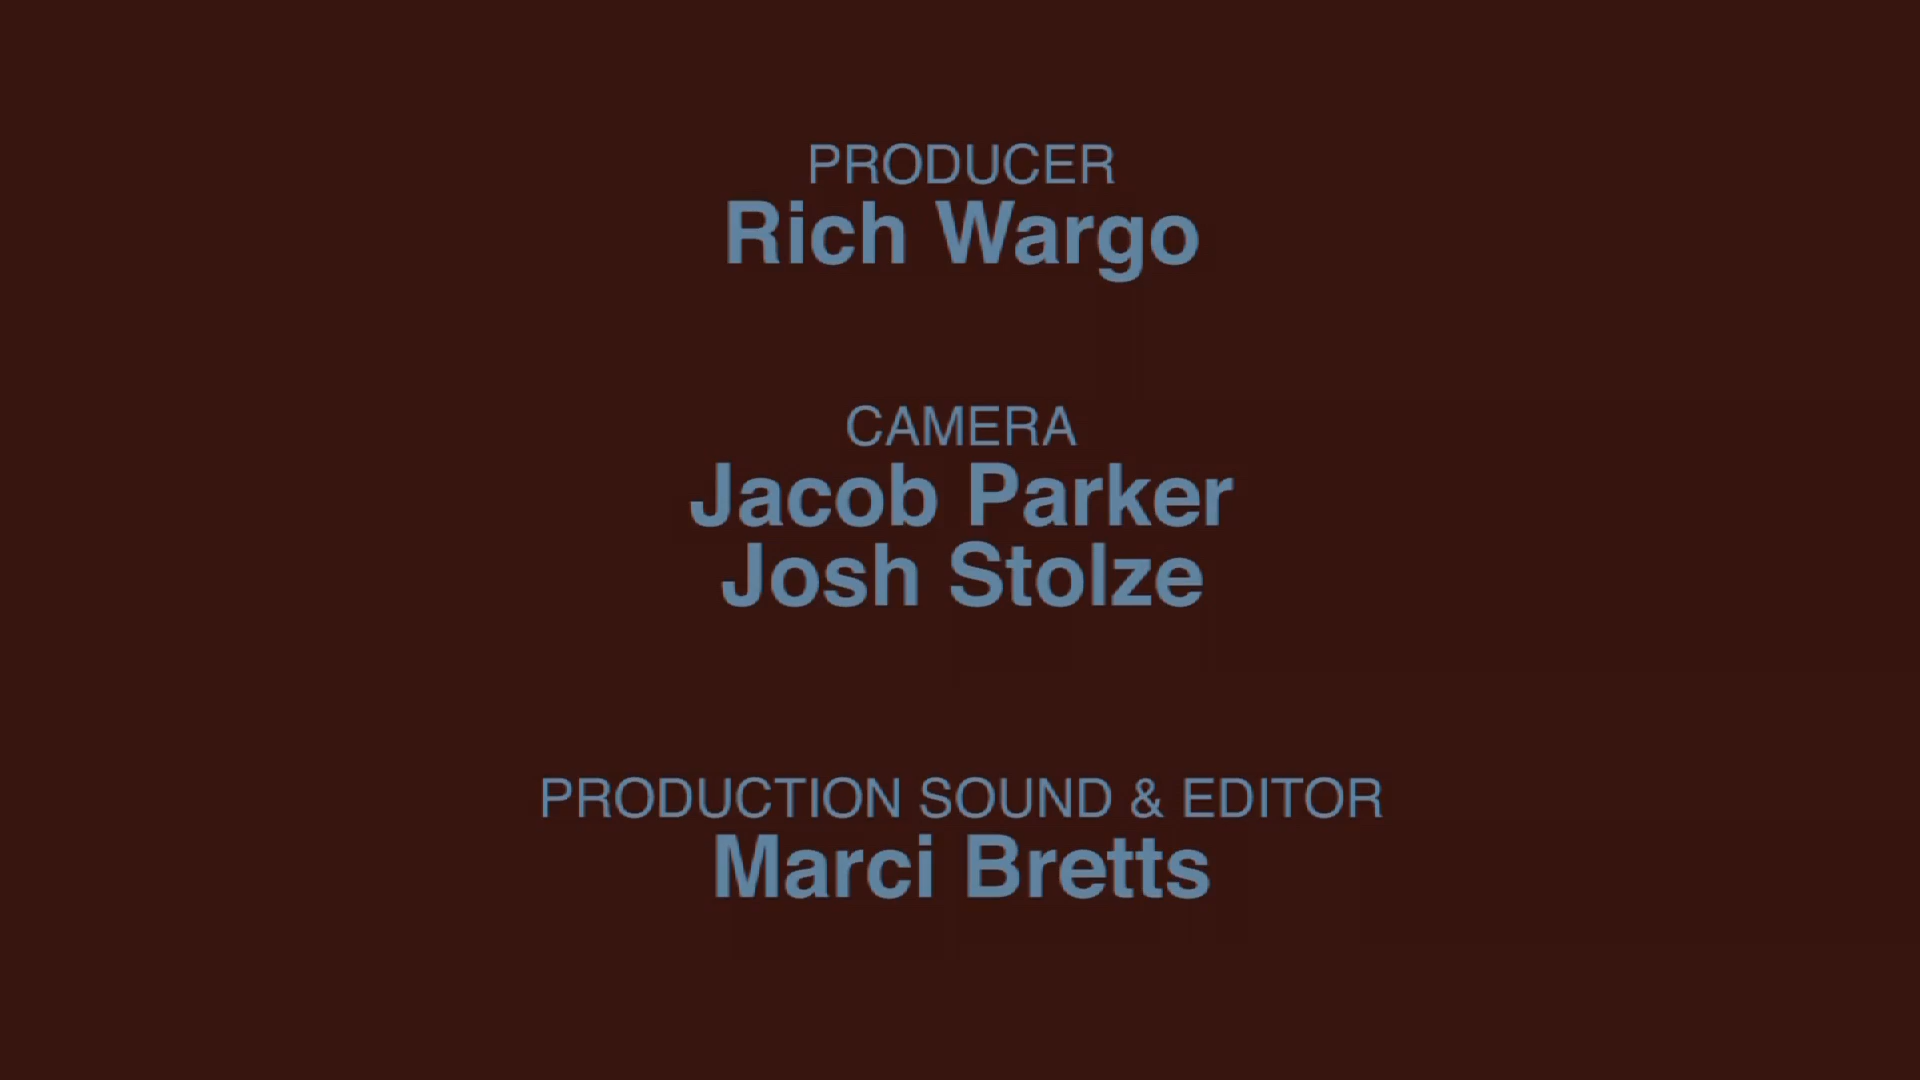 PRODUCER
Rich Wargo
CAMERA
Jacob Parker
Josh Stolze
PRODUCTION SOUND & EDITOR
Marci Bretts